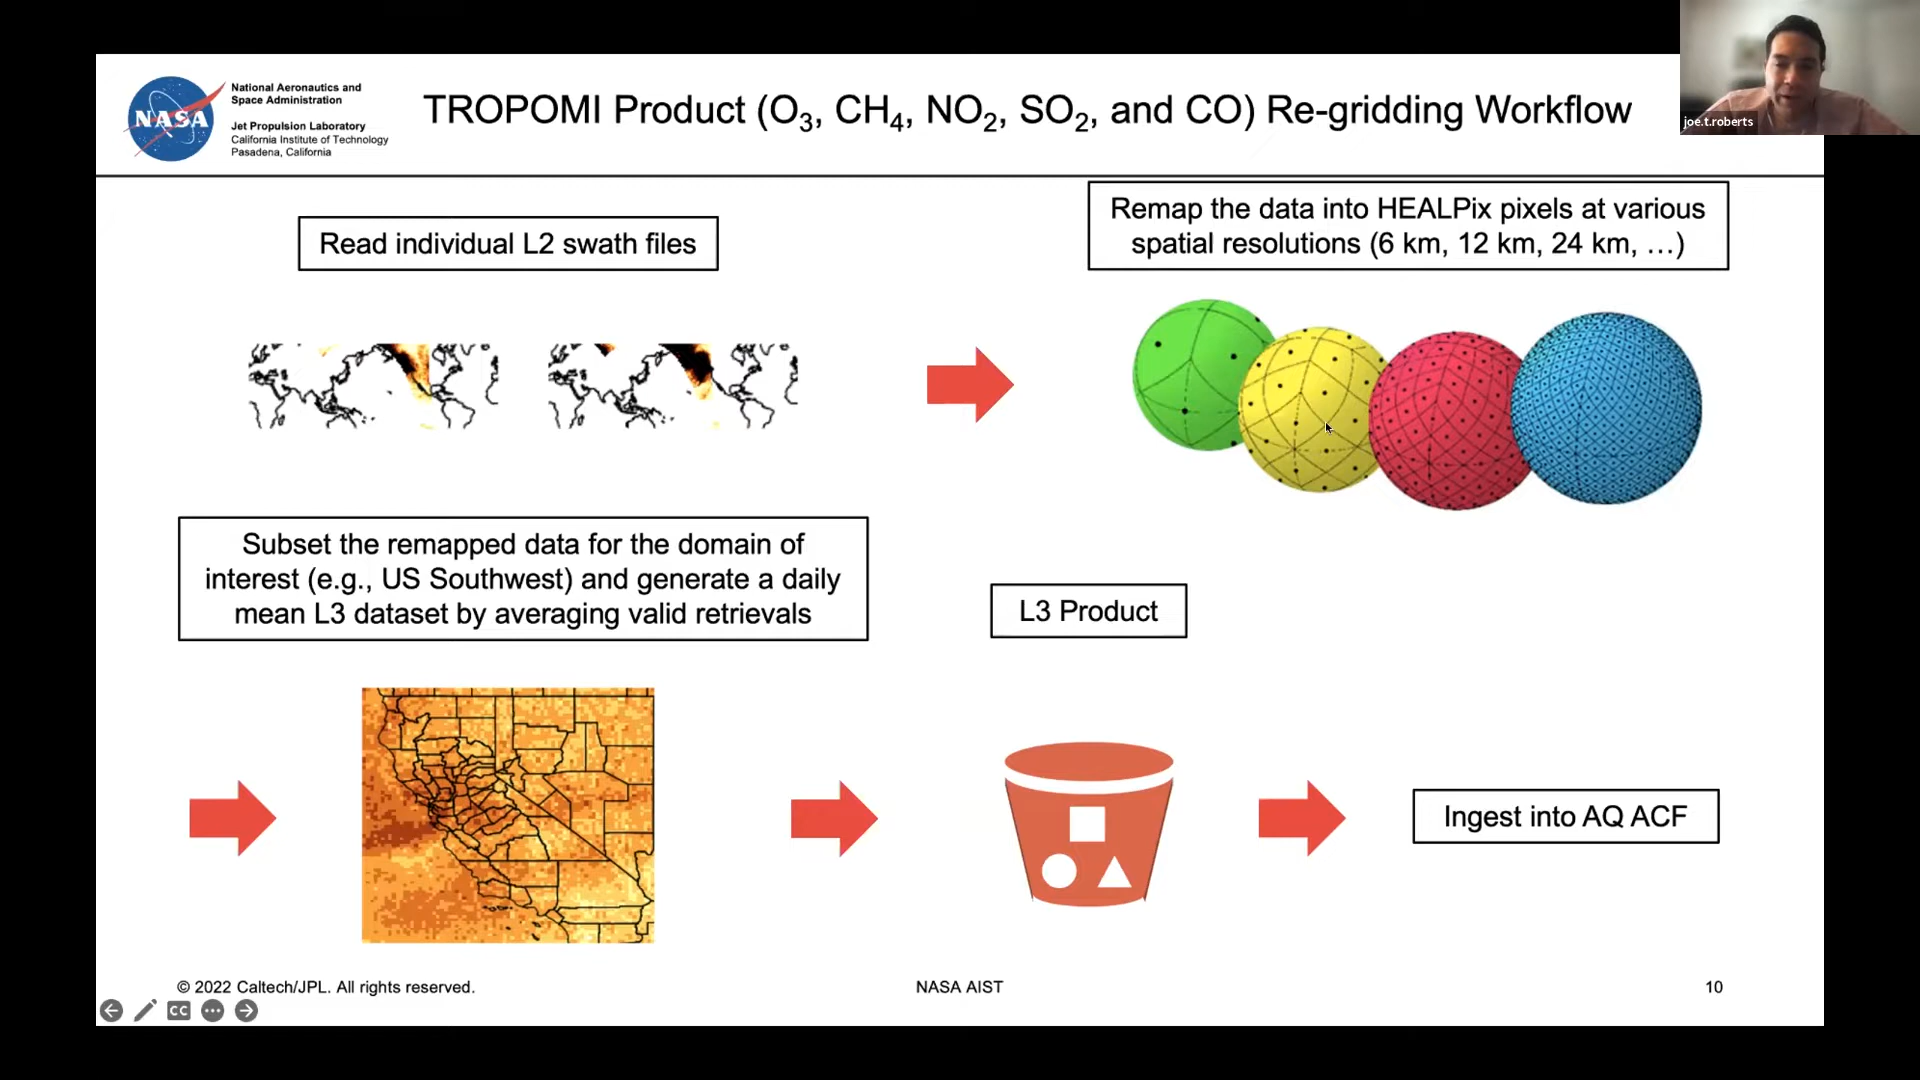 National Aeronautics and
Space Administration
Jet Propulsion Laboratory
California Institute of Technology
Pasadena, California
NASA
TROPOMI Product (O₃, CH₄, NO₂, SO₂, and CO) Re-gridding Workflow
joe.t.roberts
Read individual L2 swath files
Remap the data into HEALPix pixels at various
spatial resolutions (6 km, 12 km, 24 km, …)
Subset the remapped data for the domain of
interest (e.g., US Southwest) and generate a daily
mean L3 dataset by averaging valid retrievals
L3 Product
Ingest into AQ ACF
© 2022 Caltech/JPL. All rights reserved.
NASA AIST
10
CC